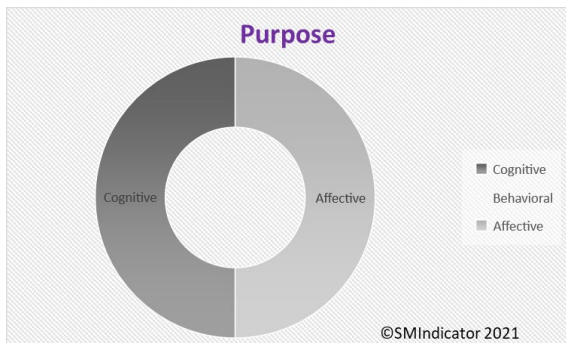 Purpose
Cognitive
Affective
Cognitive
Behavioral
Affective
©SMIndicator 2021